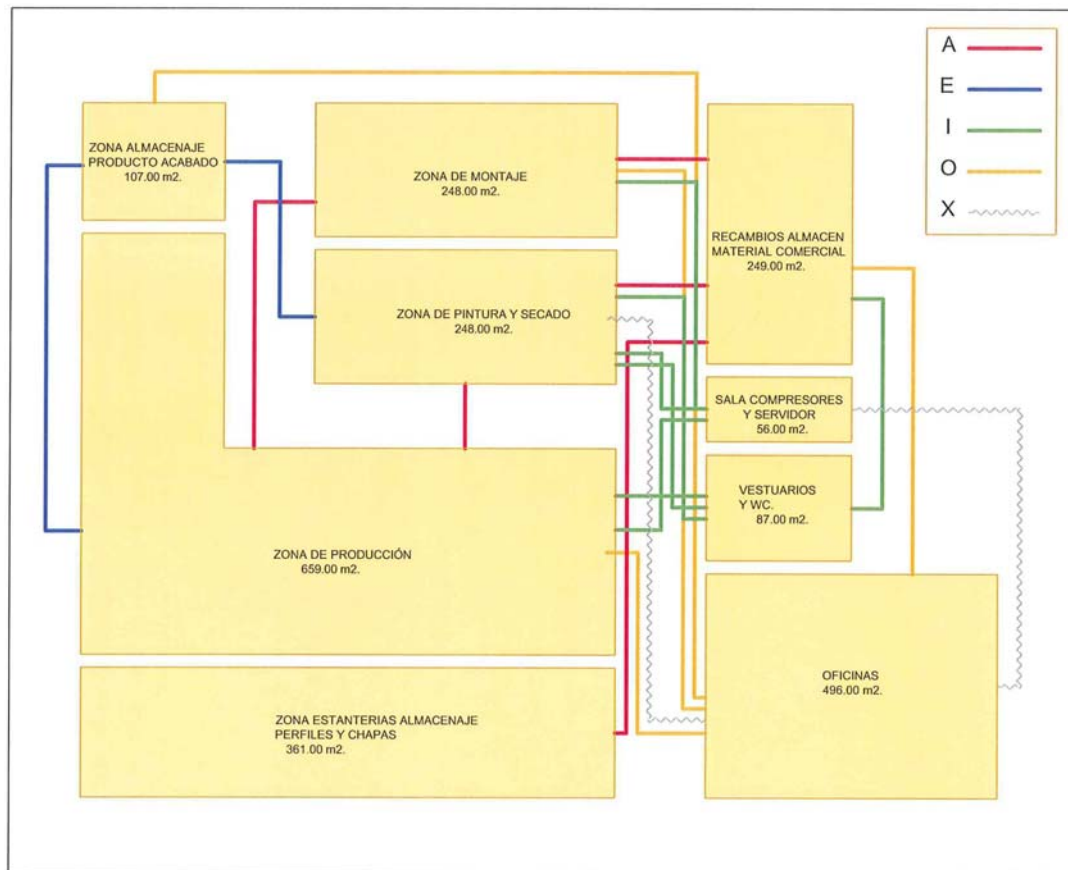 A
E
I
O
X
ZONA ALMACENAJE
PRODUCTO ACABADO
107.00 m2.
ZONA DE MONTAJE
248.00 m2.
RECAMBIOS ALMACEN
MATERIAL COMERCIAL
249.00 m2.
ZONA DE PINTURA Y SECADO
248.00 m2.
SALA COMPRESORES
Y SERVIDOR
56.00 m2.
VESTUARIOS
Y WC.
87.00 m2.
ZONA DE PRODUCCIÓN
659.00 m2.
OFICINAS
496.00 m2.
ZONA ESTANTERIAS ALMACENAJE
PERFILES Y CHAPAS
361.00 m2.